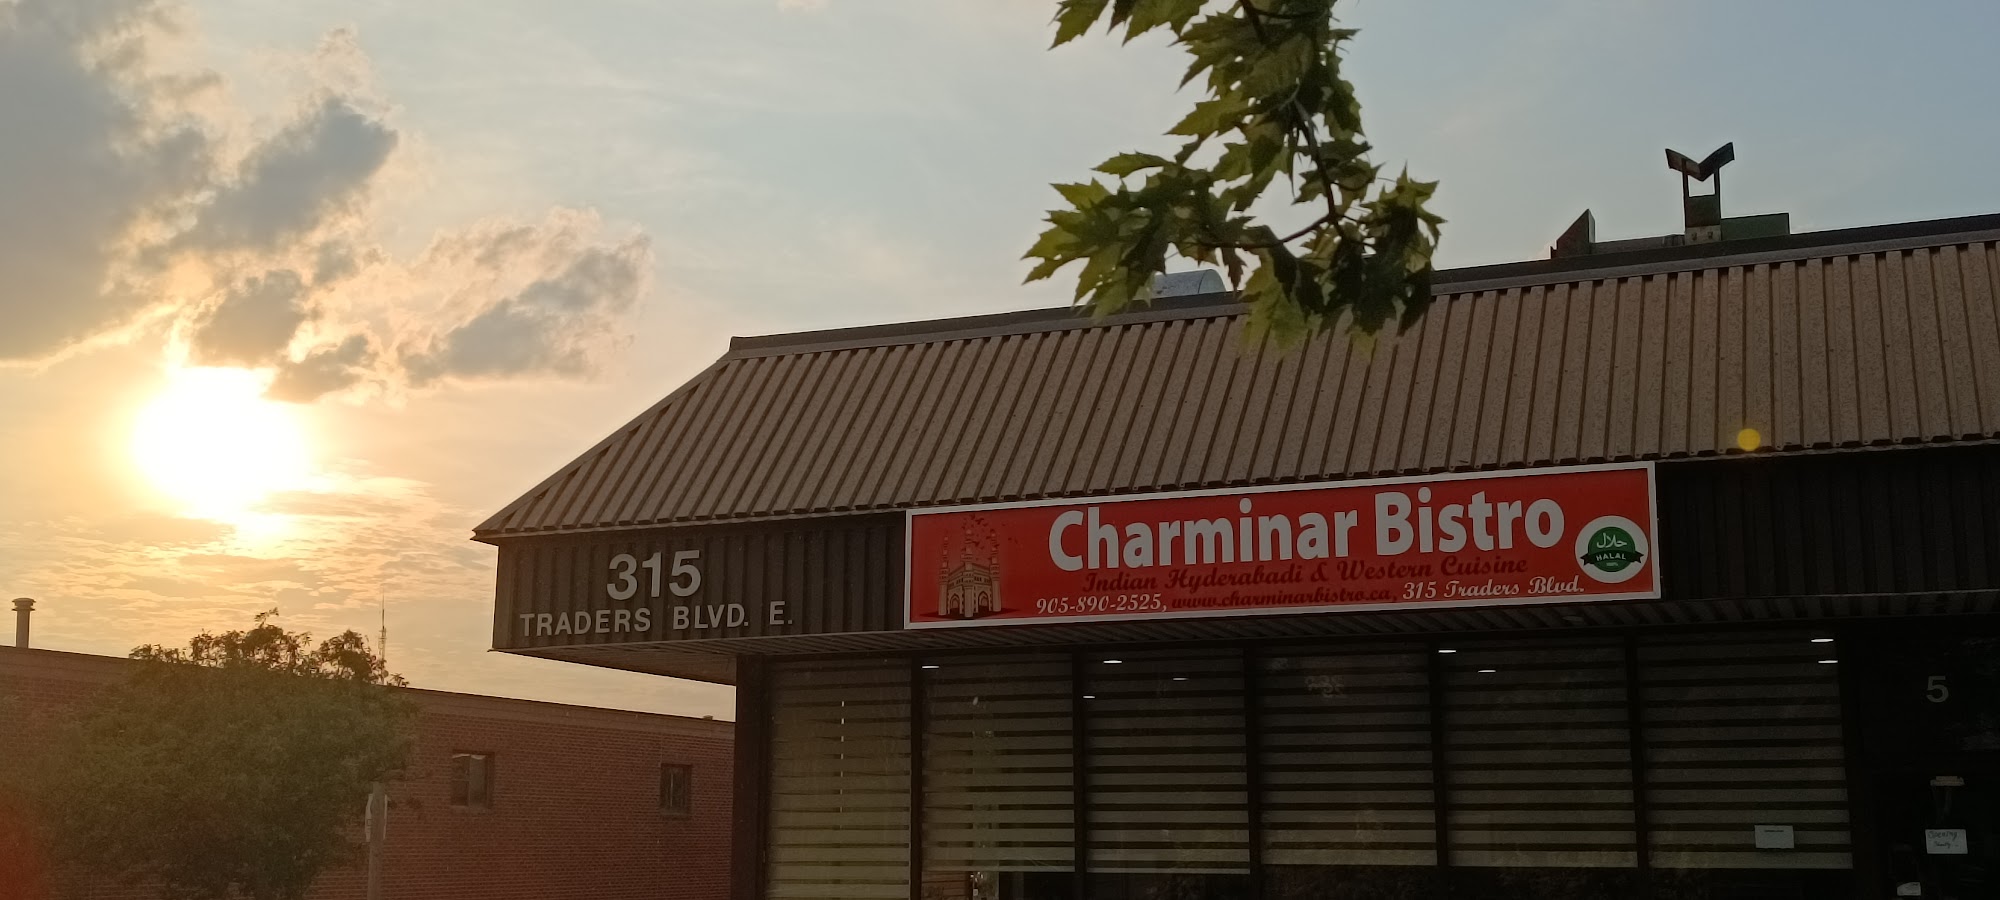 315
TRADERS BLVD. E.
Charminar Bistro
Indian Hyderabadi & Western Cuisine
905-890-2525, www.charminarbistro.ca, 315 Traders Blvd.
حلال
HALAL
5